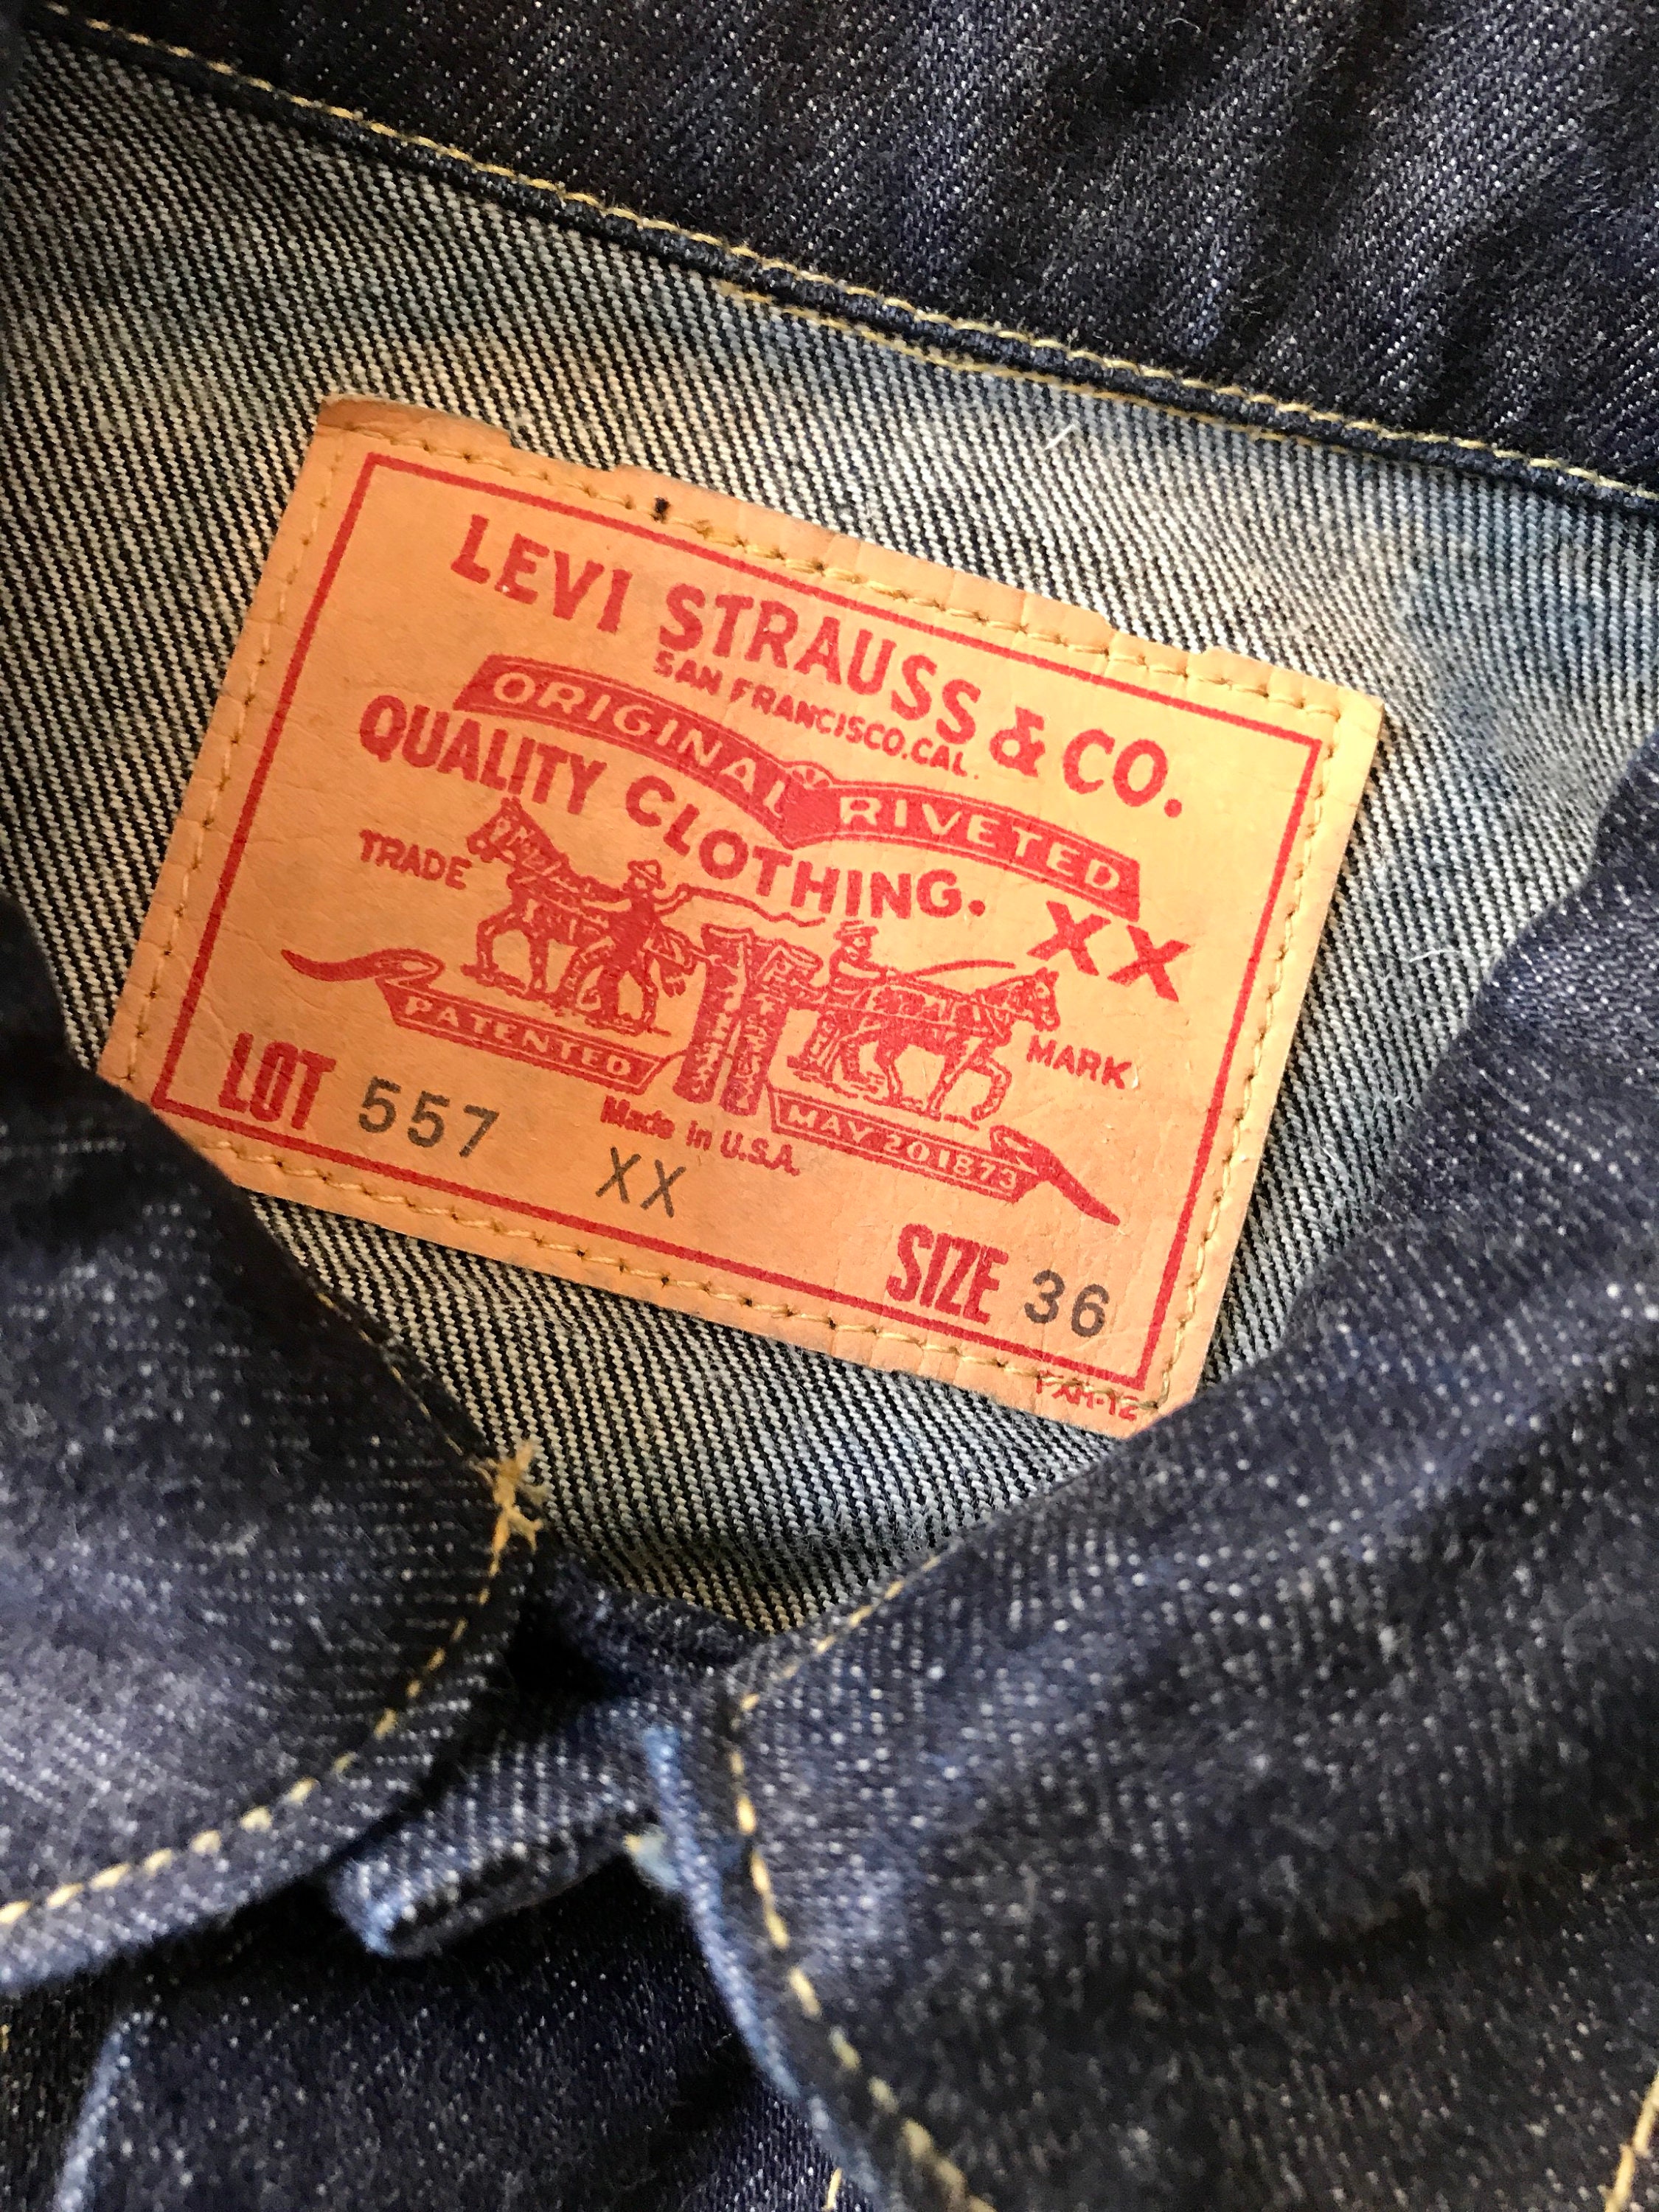 LEVI STRAUSS & CO.
SAN FRANCISCO.CAL.
ORIGINAL RIVETED
QUALITY CLOTHING.
XX
TRADE MARK
PATENTED
MAY 20 1873
LOT 557
Made in U.S.A.
XX
SIZE 36